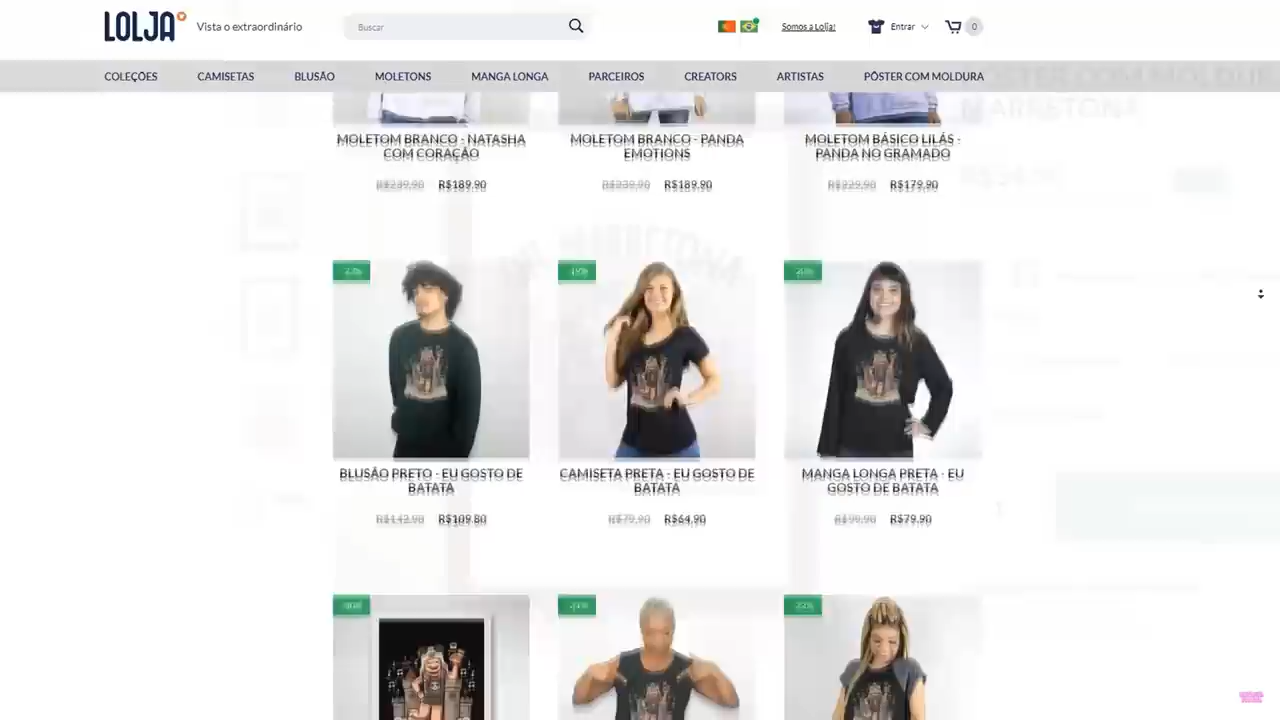 LOLJA
Vista o extraordinário
Buscar
Somos a Lolja!
Entrar
0
COLEÇÕES
CAMISETAS
BLUSÃO
MOLETONS
MANGA LONGA
PARCEIROS
CREATORS
ARTISTAS
PÔSTER COM MOLDURA
MOLETOM BRANCO - NATASHA
COM CORAÇÃO
R$239,90 R$189,90
MOLETOM BRANCO - PANDA
EMOTIONS
R$239,90 R$189,90
MOLETOM BÁSICO LILÁS -
PANDA NO GRAMADO
R$229,90 R$179,90
BLUSÃO PRETO - EU GOSTO DE
BATATA
R$142,90 R$109,80
CAMISETA PRETA - EU GOSTO DE
BATATA
R$79,90 R$64,90
MANGA LONGA PRETA - EU
GOSTO DE BATATA
R$99,90 R$79,90